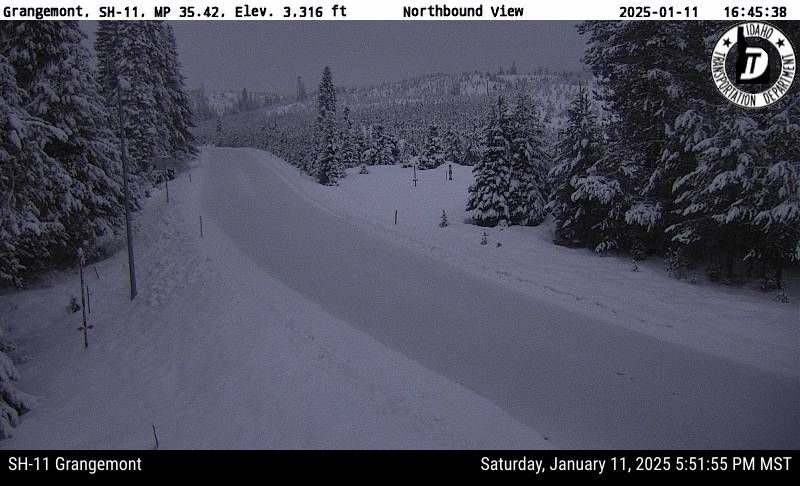 Grangemont, SH-11, MP 35.42, Elev. 3,316 ft Northbound View 2025-01-11 16:45:38
IDAHO
TRANSPORTATION DEPARTMENT
SH-11 Grangemont Saturday, January 11, 2025 5:51:55 PM MST